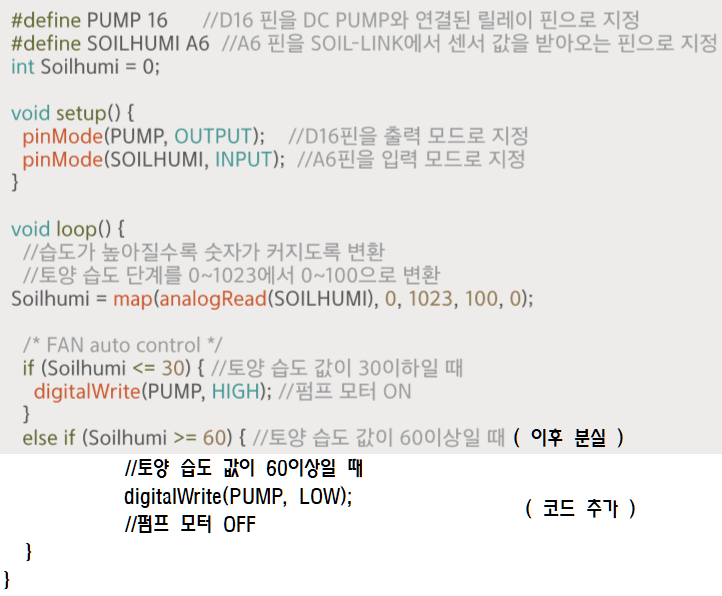 #define PUMP 16 //D16 핀을 DC PUMP와 연결된 릴레이 핀으로 지정
#define SOILHUMI A6 //A6 핀을 SOIL-LINK에서 센서 값을 받아오는 핀으로 지정
int Soilhumi = 0;

void setup() {
  pinMode(PUMP, OUTPUT); //D16핀을 출력 모드로 지정
  pinMode(SOILHUMI, INPUT); //A6핀을 입력 모드로 지정
}

void loop() {
  //습도가 높아질수록 숫자가 커지도록 변환
  //토양 습도 단계를 0~1023에서 0~100으로 변환
Soilhumi = map(analogRead(SOILHUMI), 0, 1023, 100, 0);

  /* FAN auto control */
  if (Soilhumi <= 30) { //토양 습도 값이 30이하일 때
    digitalWrite(PUMP, HIGH); //펌프 모터 ON
  }
  else if (Soilhumi >= 60) { //토양 습도 값이 60이상일 때 ( 이후 분실 )
//토양 습도 값이 60이상일 때
digitalWrite(PUMP, LOW); ( 코드 추가 )
//펌프 모터 OFF
  }
}